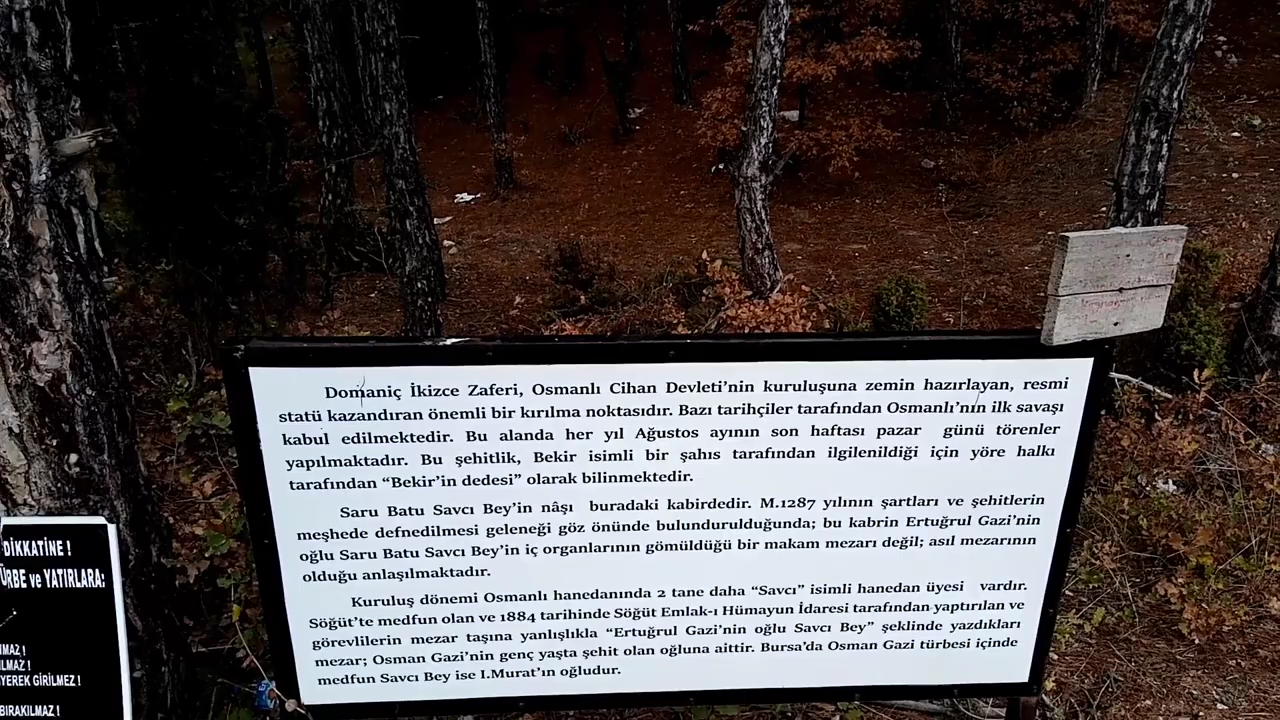 Domaniç İkizce Zaferi, Osmanlı Cihan Devleti'nin kuruluşuna zemin hazırlayan, resmi
statü kazandıran önemli bir kırılma noktasıdır. Bazı tarihçiler tarafından Osmanlı'nın ilk savaşı
kabul edilmektedir. Bu alanda her yıl Ağustos ayının son haftası pazar günü törenler
yapılmaktadır. Bu şehitlik, Bekir isimli bir şahıs tarafından ilgilenildiği için yöre halkı
tarafından "Bekir'in dedesi" olarak bilinmektedir.
Saru Batu Savcı Bey'in nâşı buradaki kabirdedir. M.1287 yılının şartları ve şehitlerin
meşhede defnedilmesi geleneği göz önünde bulundurulduğunda; bu kabrin Ertuğrul Gazi'nin
oğlu Saru Batu Savcı Bey'in iç organlarının gömüldüğü bir makam mezarı değil; asıl mezarının
olduğu anlaşılmaktadır.
Kuruluş dönemi Osmanlı hanedanında 2 tane daha "Savcı" isimli hanedan üyesi vardır.
Söğüt'te medfun olan ve 1884 tarihinde Söğüt Emlak-ı Hümayun İdaresi tarafından yaptırılan ve
görevlilerin mezar taşına yanlışlıkla "Ertuğrul Gazi'nin oğlu Savcı Bey" şeklinde yazdıkları
mezar; Osman Gazi'nin genç yaşta şehit olan oğluna aittir. Bursa'da Osman Gazi türbesi içinde
medfun Savcı Bey ise I.Murat'ın oğludur.
DİKKATİNE !
ÜRBE ve YATIRLARA:
NMAZ !
ILMAZ !
YEREK GİRİLMEZ !
BIRAKILMAZ !